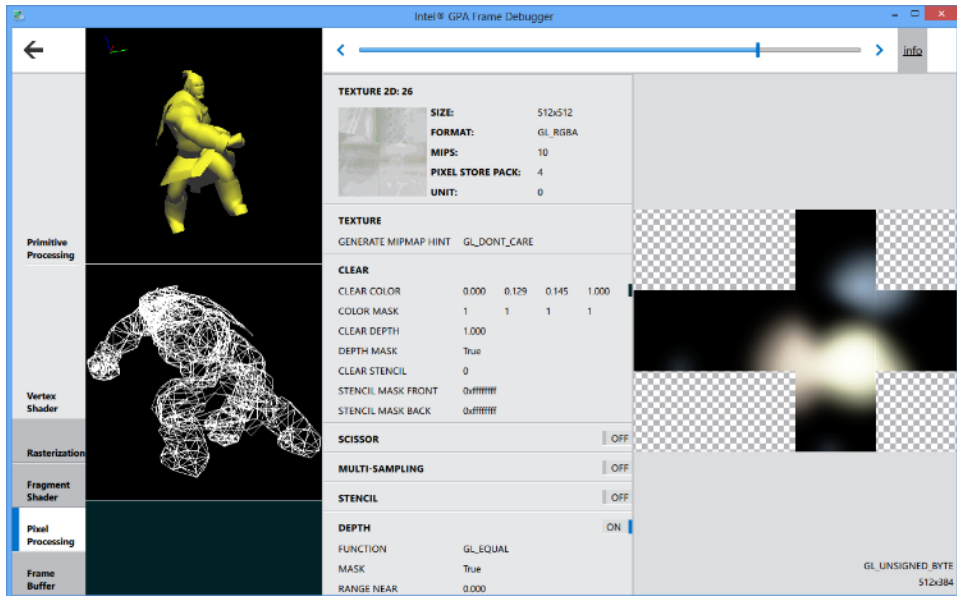 Intel® GPA Frame Debugger
info
Primitive
Processing
Vertex
Shader
Rasterization
Fragment
Shader
Pixel
Processing
Frame
Buffer
TEXTURE 2D: 26
SIZE: 512x512
FORMAT: GL_RGBA
MIPS: 10
PIXEL STORE PACK: 4
UNIT: 0
TEXTURE
GENERATE MIPMAP HINT GL_DONT_CARE
CLEAR
CLEAR COLOR 0.000 0.129 0.145 1.000
COLOR MASK 1 1 1 1
CLEAR DEPTH 1.000
DEPTH MASK True
CLEAR STENCIL 0
STENCIL MASK FRONT 0xffffffff
STENCIL MASK BACK 0xffffffff
SCISSOR OFF
MULTI-SAMPLING OFF
STENCIL OFF
DEPTH ON
FUNCTION GL_EQUAL
MASK True
RANGE NEAR 0.000
GL_UNSIGNED_BYTE
512x384